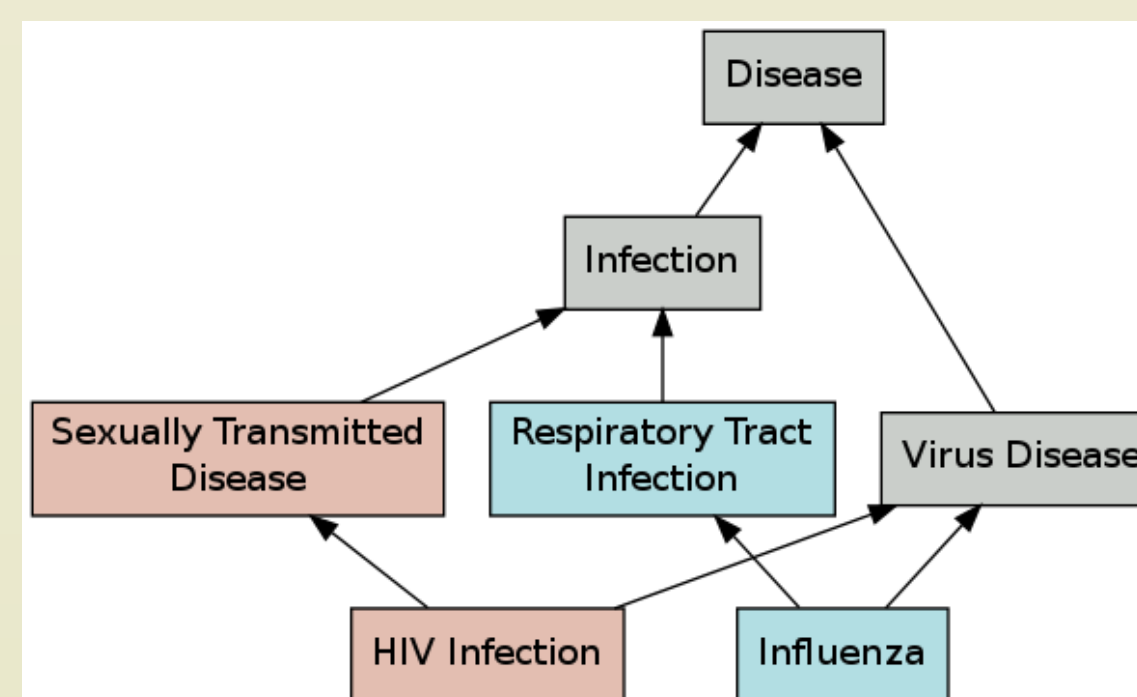 Disease
Infection
Sexually Transmitted
Disease
Respiratory Tract
Infection
Virus Disease
HIV Infection
Influenza